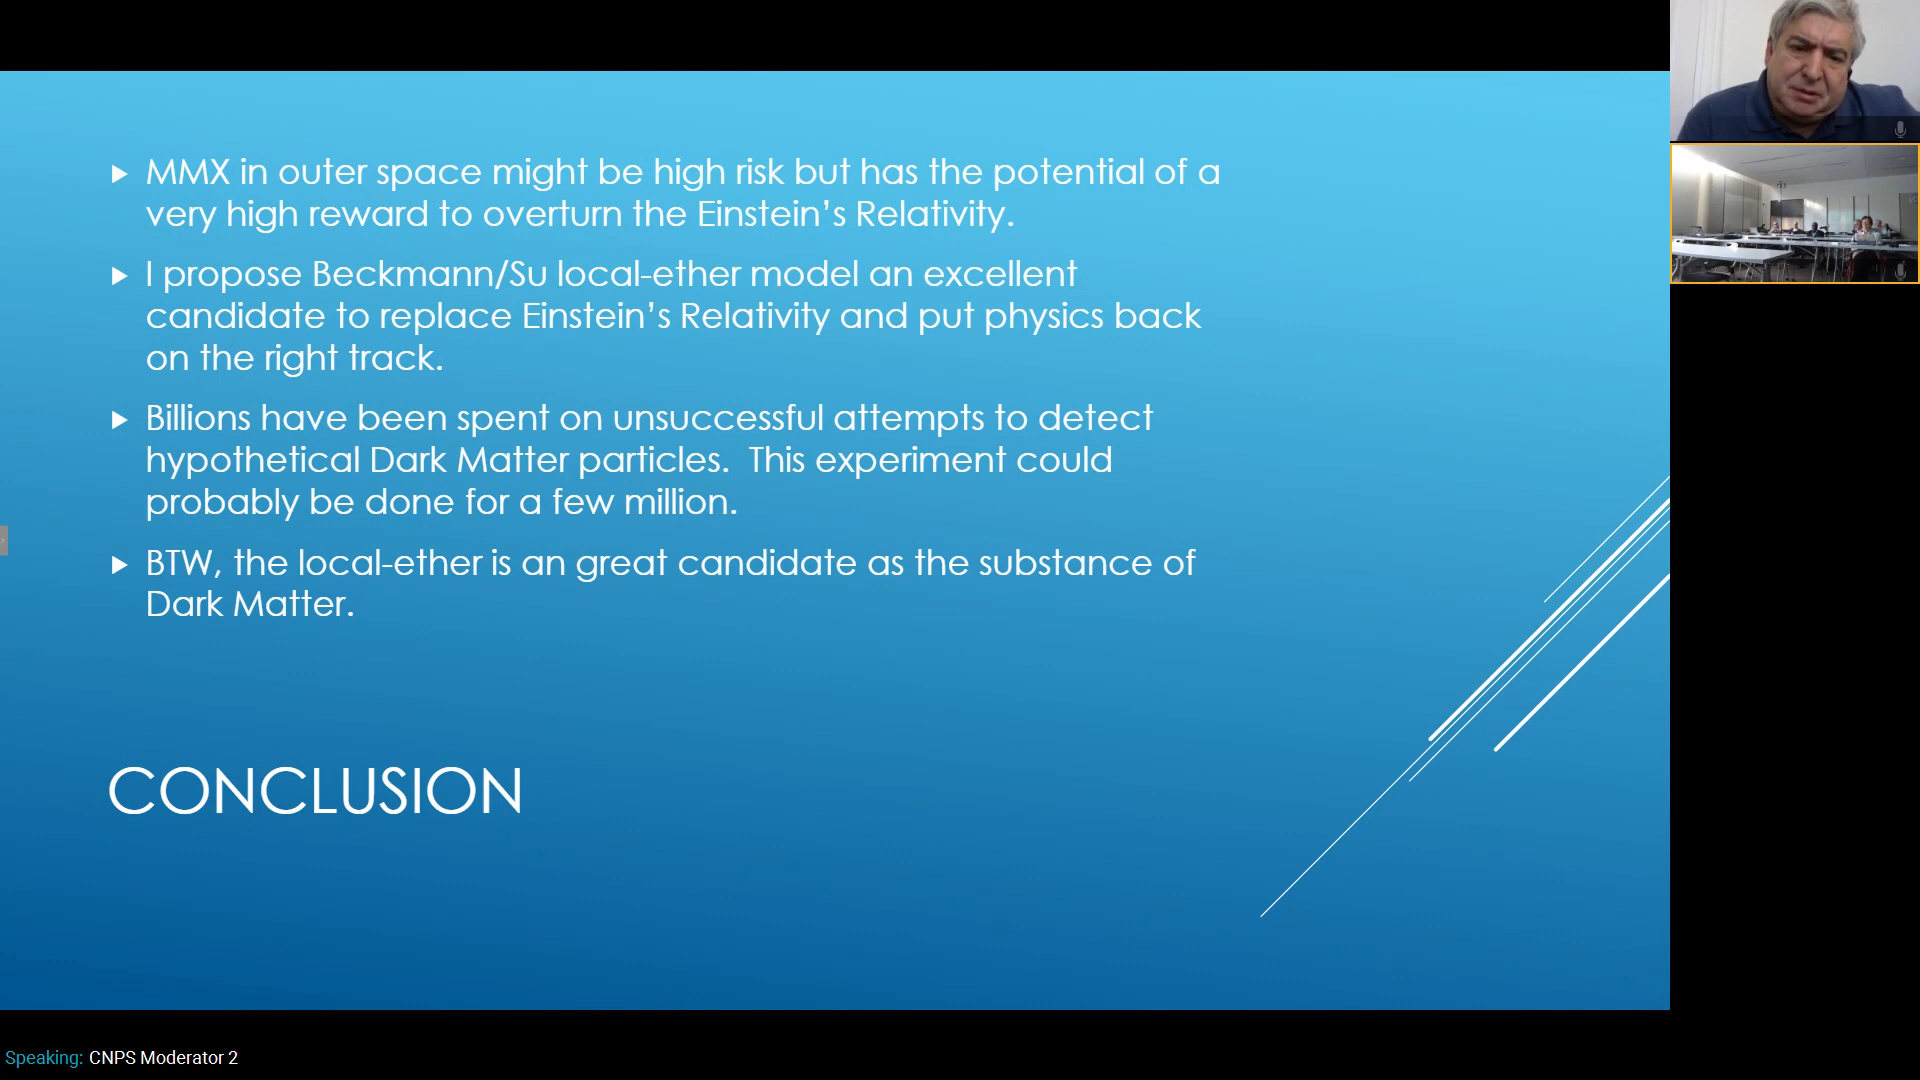 MMX in outer space might be high risk but has the potential of a
very high reward to overturn the Einstein's Relativity.
I propose Beckmann/Su local-ether model an excellent
candidate to replace Einstein's Relativity and put physics back
on the right track.
Billions have been spent on unsuccessful attempts to detect
hypothetical Dark Matter particles.  This experiment could
probably be done for a few million.
BTW, the local-ether is an great candidate as the substance of
Dark Matter.
CONCLUSION
Speaking: CNPS Moderator 2